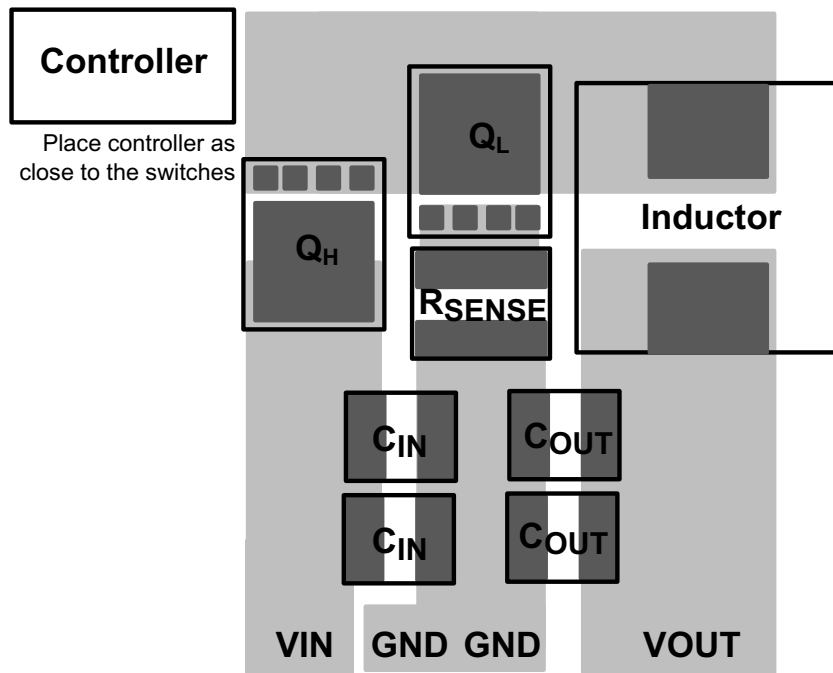 Controller
Place controller as
close to the switches
QL
QH
Inductor
RSENSE
CIN
COUT
CIN
COUT
VIN
GND
GND
VOUT